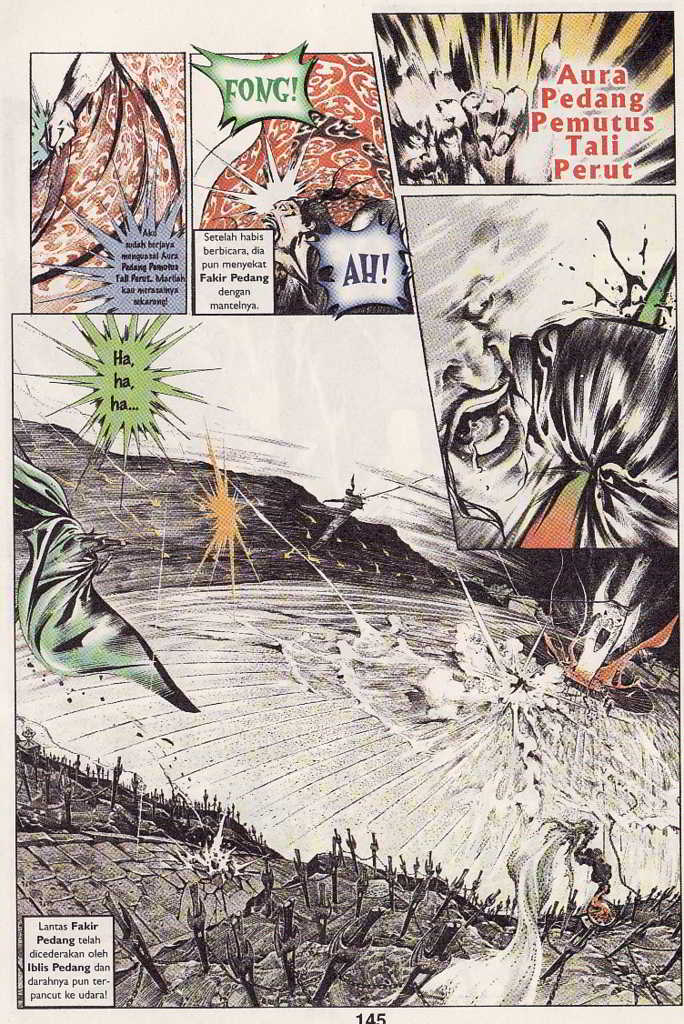 Aku
sudah berjaya
menguasai Aura
Pedang Pemutus
Tali Perut. Marilah
kau merasainya
sekarang!
FONG!
Setelah habis
berbicara, dia
pun menyekat
Fakir Pedang
dengan
mantelnya.
AH!
Aura
Pedang
Pemutus
Tali
Perut
Ha,
ha,
ha...
Lantas Fakir
Pedang telah
dicederakan oleh
Iblis Pedang dan
darahnya pun ter-
pancut ke udara!
145